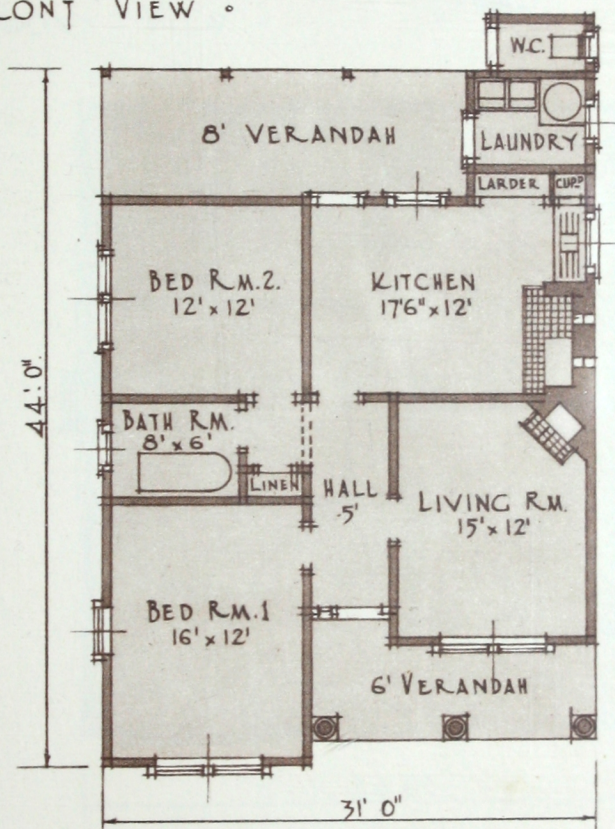 FRONT VIEW .
W.C.
8' VERANDAH
LAUNDRY
LARDER
CUPD
BED RM.2.
12' x 12'
KITCHEN
17'6" x 12'
44'.0"
BATH RM.
8' x 6'
LINEN
HALL
5'
LIVING RM.
15' x 12'
BED RM.1
16' x 12'
6' VERANDAH
31' 0"